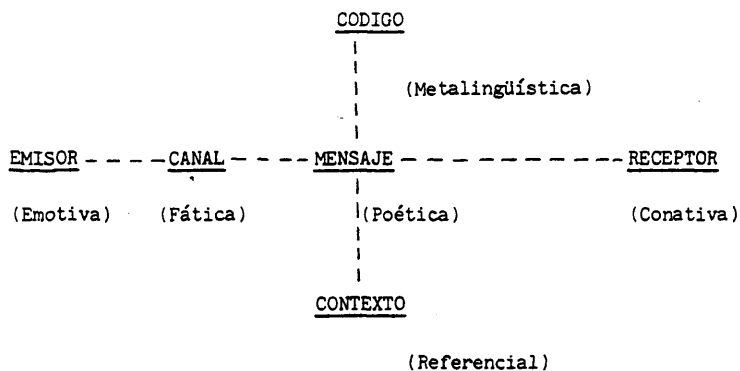 CODIGO
(Metalingüística)
EMISOR CANAL MENSAJE RECEPTOR
(Emotiva) (Fática) (Poética) (Conativa)
CONTEXTO
(Referencial)